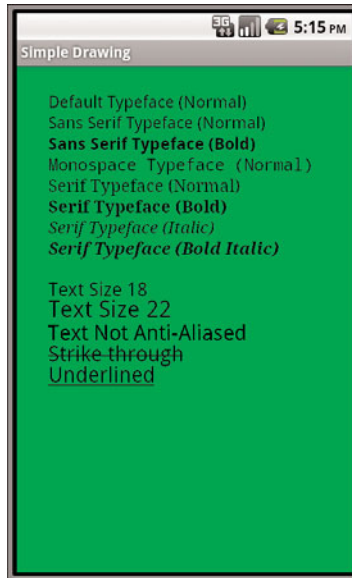 3G 5:15 PM
Simple Drawing
Default Typeface (Normal)
Sans Serif Typeface (Normal)
Sans Serif Typeface (Bold)
Monospace Typeface (Normal)
Serif Typeface (Normal)
Serif Typeface (Bold)
Serif Typeface (Italic)
Serif Typeface (Bold Italic)
Text Size 18
Text Size 22
Text Not Anti-Aliased
Strike through
Underlined